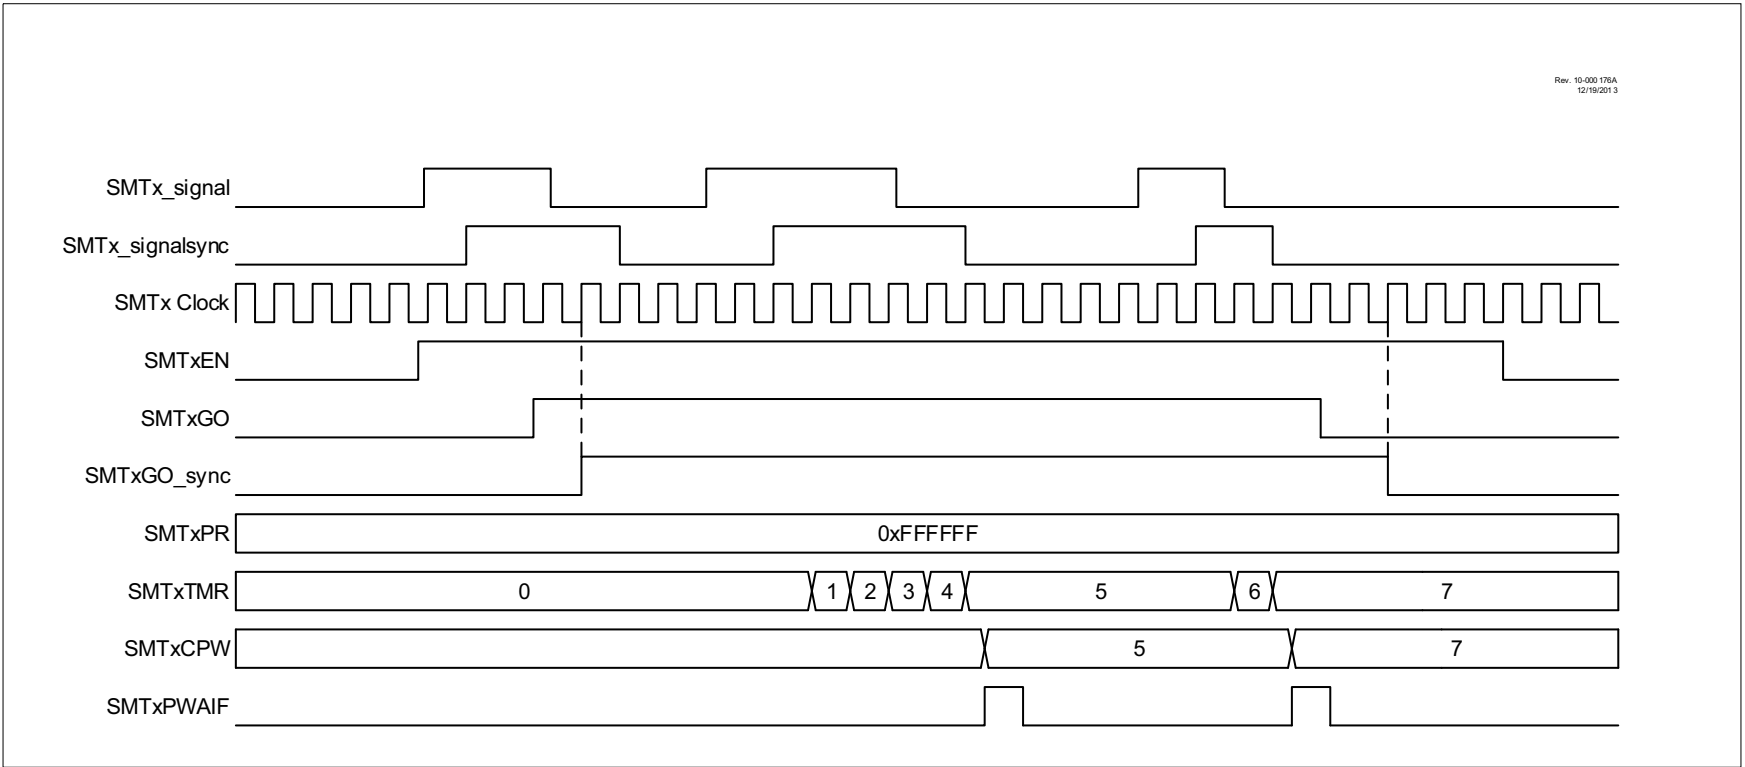 Rev. 10-000 176A
12/19/201 3
SMTx_signal
SMTx_signalsync
SMTx Clock
SMTxEN
SMTxGO
SMTxGO_sync
SMTxPR 0xFFFFFF
SMTxTMR 0 1 2 3 4 5 6 7
SMTxCPW 5 7
SMTxPWAIF